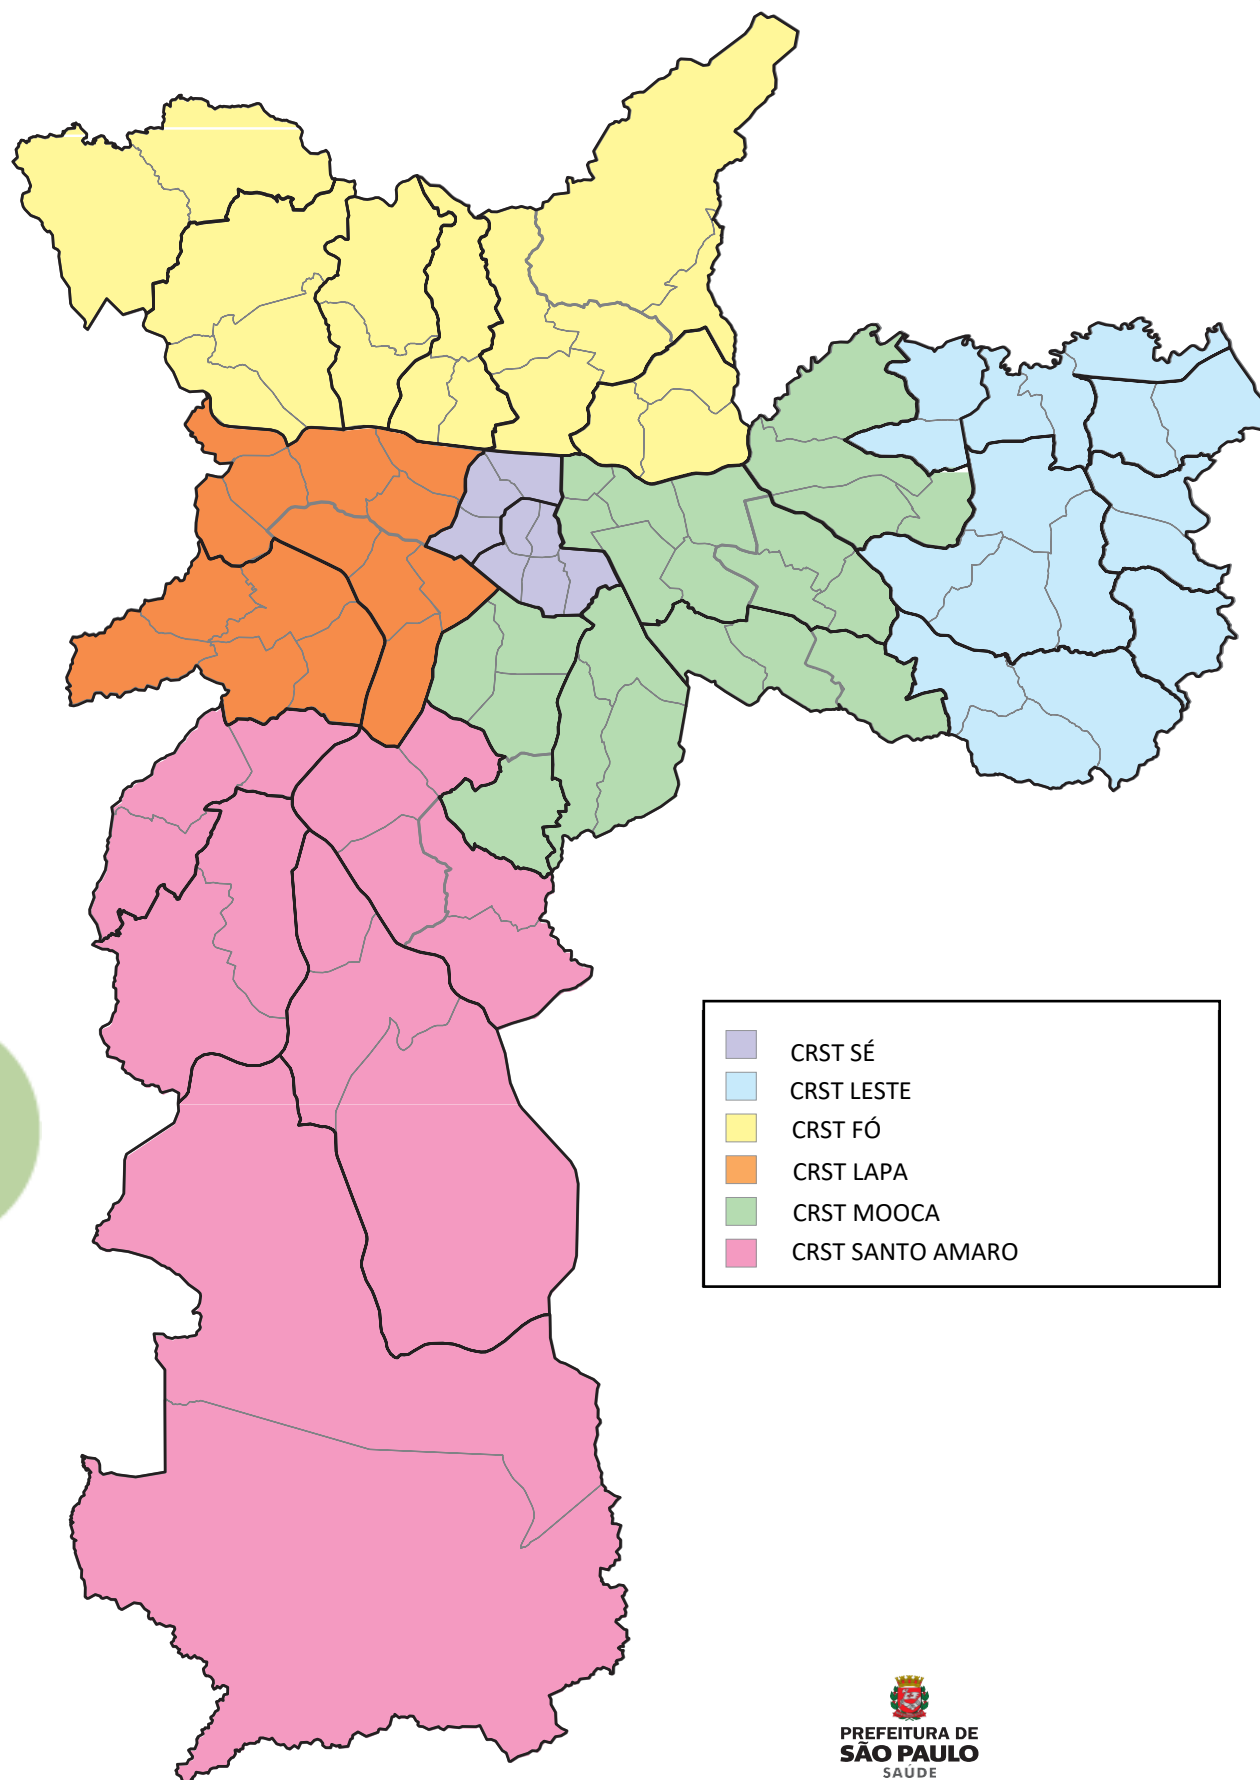 CRST SÉ
CRST LESTE
CRST FÓ
CRST LAPA
CRST MOOCA
CRST SANTO AMARO
PREFEITURA DE
SÃO PAULO
SAÚDE